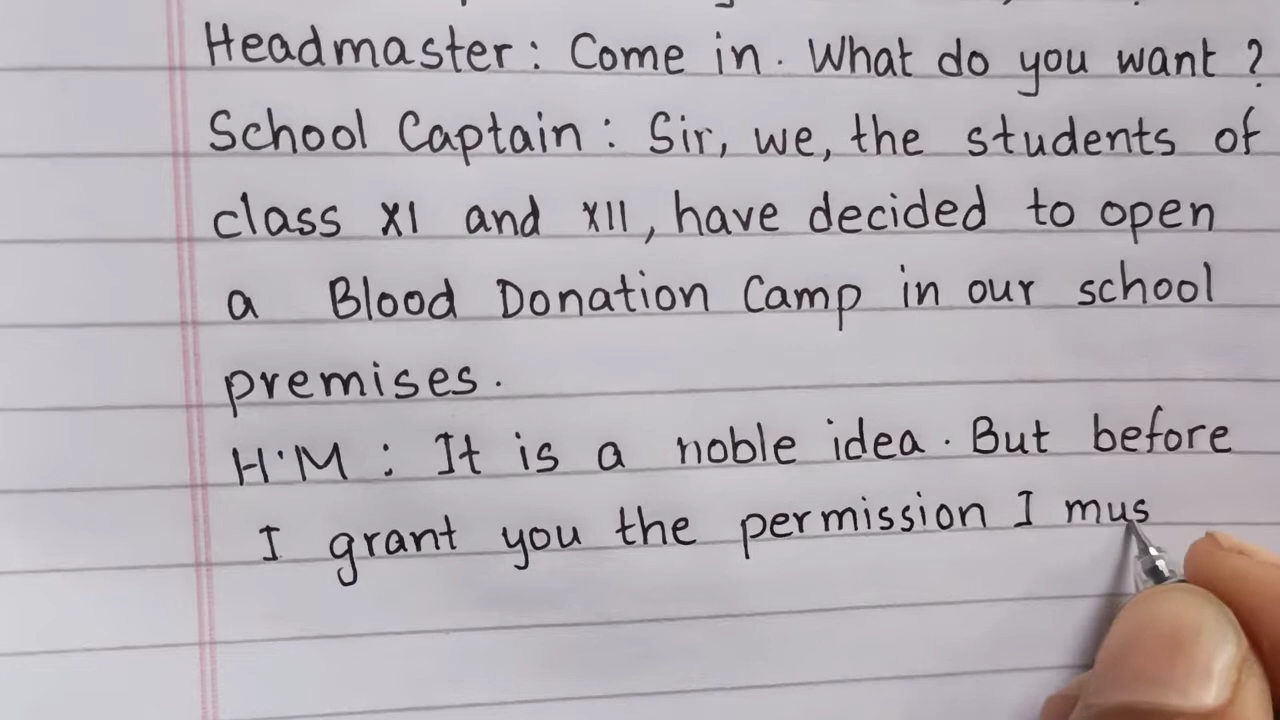 Headmaster : Come in. What do you want ?
School Captain : Sir, we, the students of
class XI and XII, have decided to open
a Blood Donation Camp in our school
premises.
H.M : It is a noble idea. But before
I grant you the permission I mus